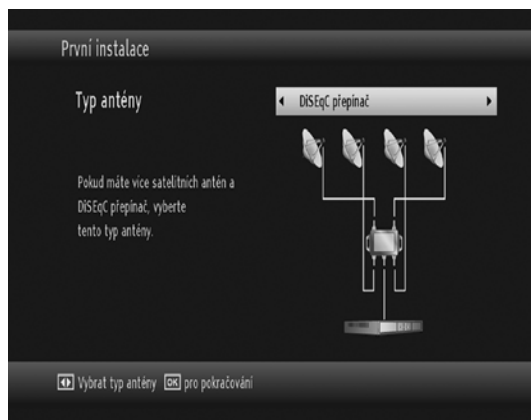 První instalace
Typ antény
DiSEqC přepínač
Pokud máte více satelitních antén a
DiSEqC přepínač, vyberte
tento typ antény.
Vybrat typ antény OK pro pokračování